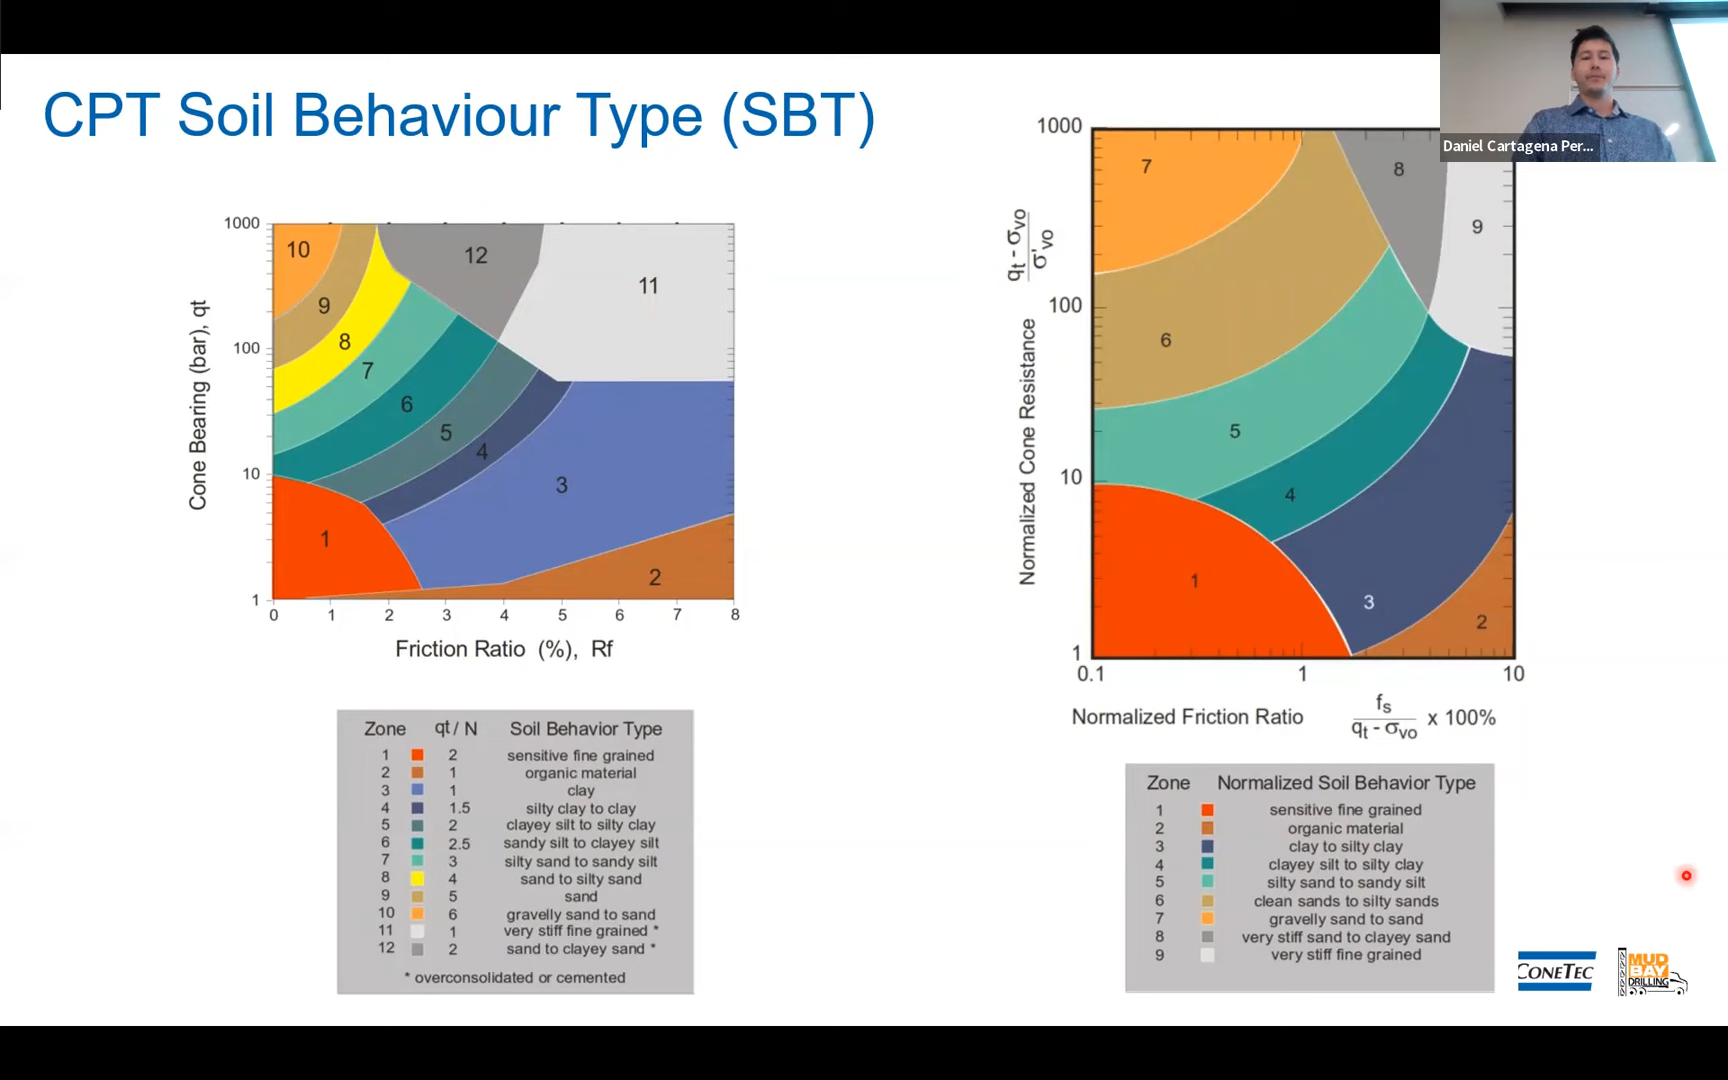 CPT Soil Behaviour Type (SBT)
Daniel Cartagena Per...
1000
100
10
1
Cone Bearing (bar), qt
10
9
8
7
6
5
4
3
1
2
12
11
0 1 2 3 4 5 6 7 8
Friction Ratio (%), Rf
Zone qt / N Soil Behavior Type
1 2 sensitive fine grained
2 1 organic material
3 1 clay
4 1.5 silty clay to clay
5 2 clayey silt to silty clay
6 2.5 sandy silt to clayey silt
7 3 silty sand to sandy silt
8 4 sand to silty sand
9 5 sand
10 6 gravelly sand to sand
11 1 very stiff fine grained *
12 2 sand to clayey sand *
* overconsolidated or cemented
1000
100
10
1
Normalized Cone Resistance
qt - σvo
σ'vo
7
8
9
6
5
4
1
3
2
0.1 1 10
Normalized Friction Ratio
fs
qt - σvo
x 100%
Zone Normalized Soil Behavior Type
1 sensitive fine grained
2 organic material
3 clay to silty clay
4 clayey silt to silty clay
5 silty sand to sandy silt
6 clean sands to silty sands
7 gravelly sand to sand
8 very stiff sand to clayey sand
9 very stiff fine grained
CONETEC
MUD
BAY
DRILLING